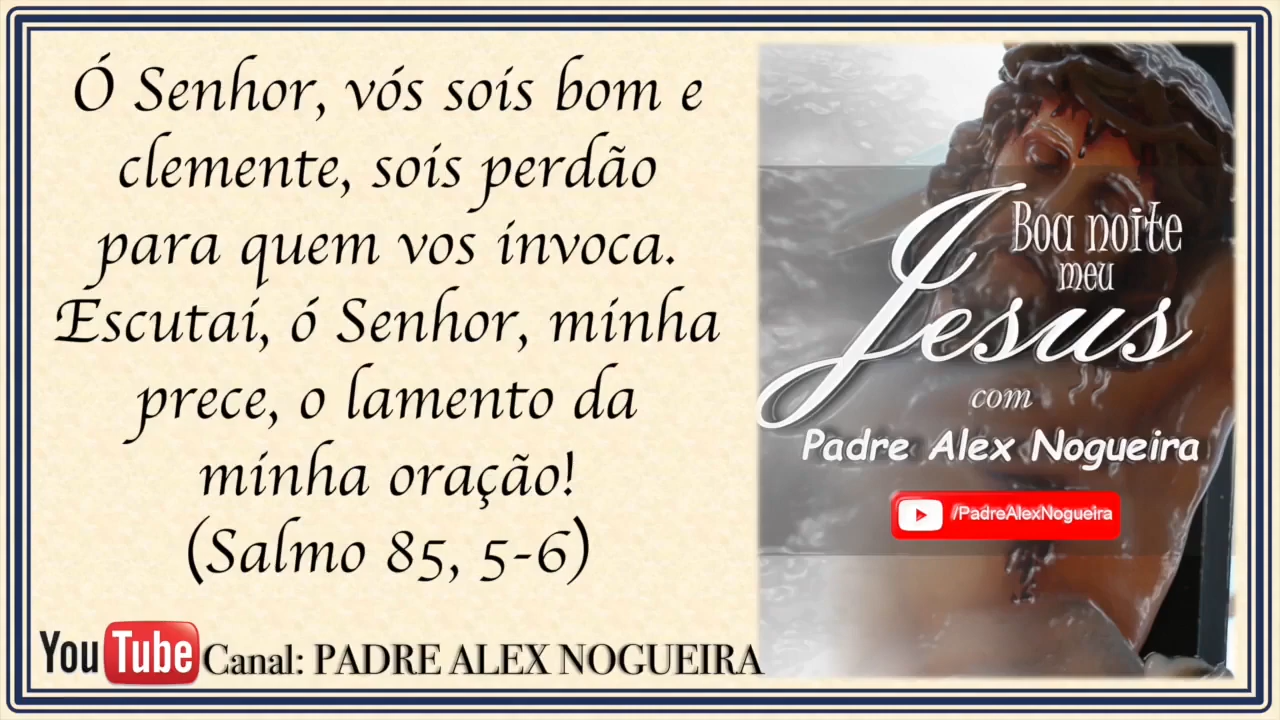 Ó Senhor, vós sois bom e
clemente, sois perdão
para quem vos invoca.
Escutai, ó Senhor, minha
prece, o lamento da
minha oração!
(Salmo 85, 5-6)
YouTube Canal: PADRE ALEX NOGUEIRA
Boa noite
meu
Jesus
com
Padre Alex Nogueira
/PadreAlexNogueira